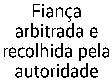 Fiança
arbitrada e
recolhida pela
autoridade